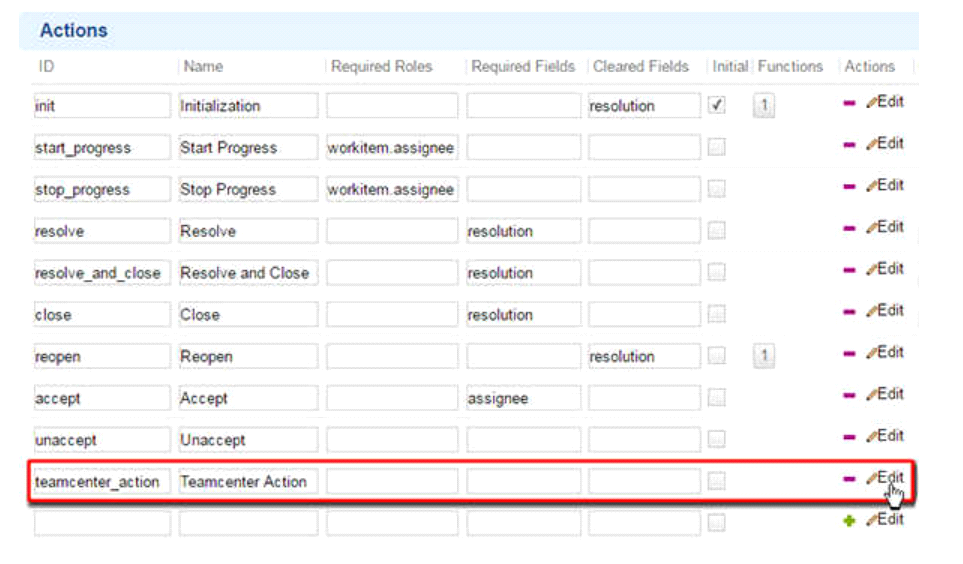 Actions
ID Name Required Roles Required Fields Cleared Fields Initial Functions Actions
init Initialization resolution 1 Edit
start_progress Start Progress workitem.assignee Edit
stop_progress Stop Progress workitem.assignee Edit
resolve Resolve resolution Edit
resolve_and_close Resolve and Close resolution Edit
close Close resolution Edit
reopen Reopen resolution 1 Edit
accept Accept assignee Edit
unaccept Unaccept Edit
teamcenter_action Teamcenter Action Edit
Edit